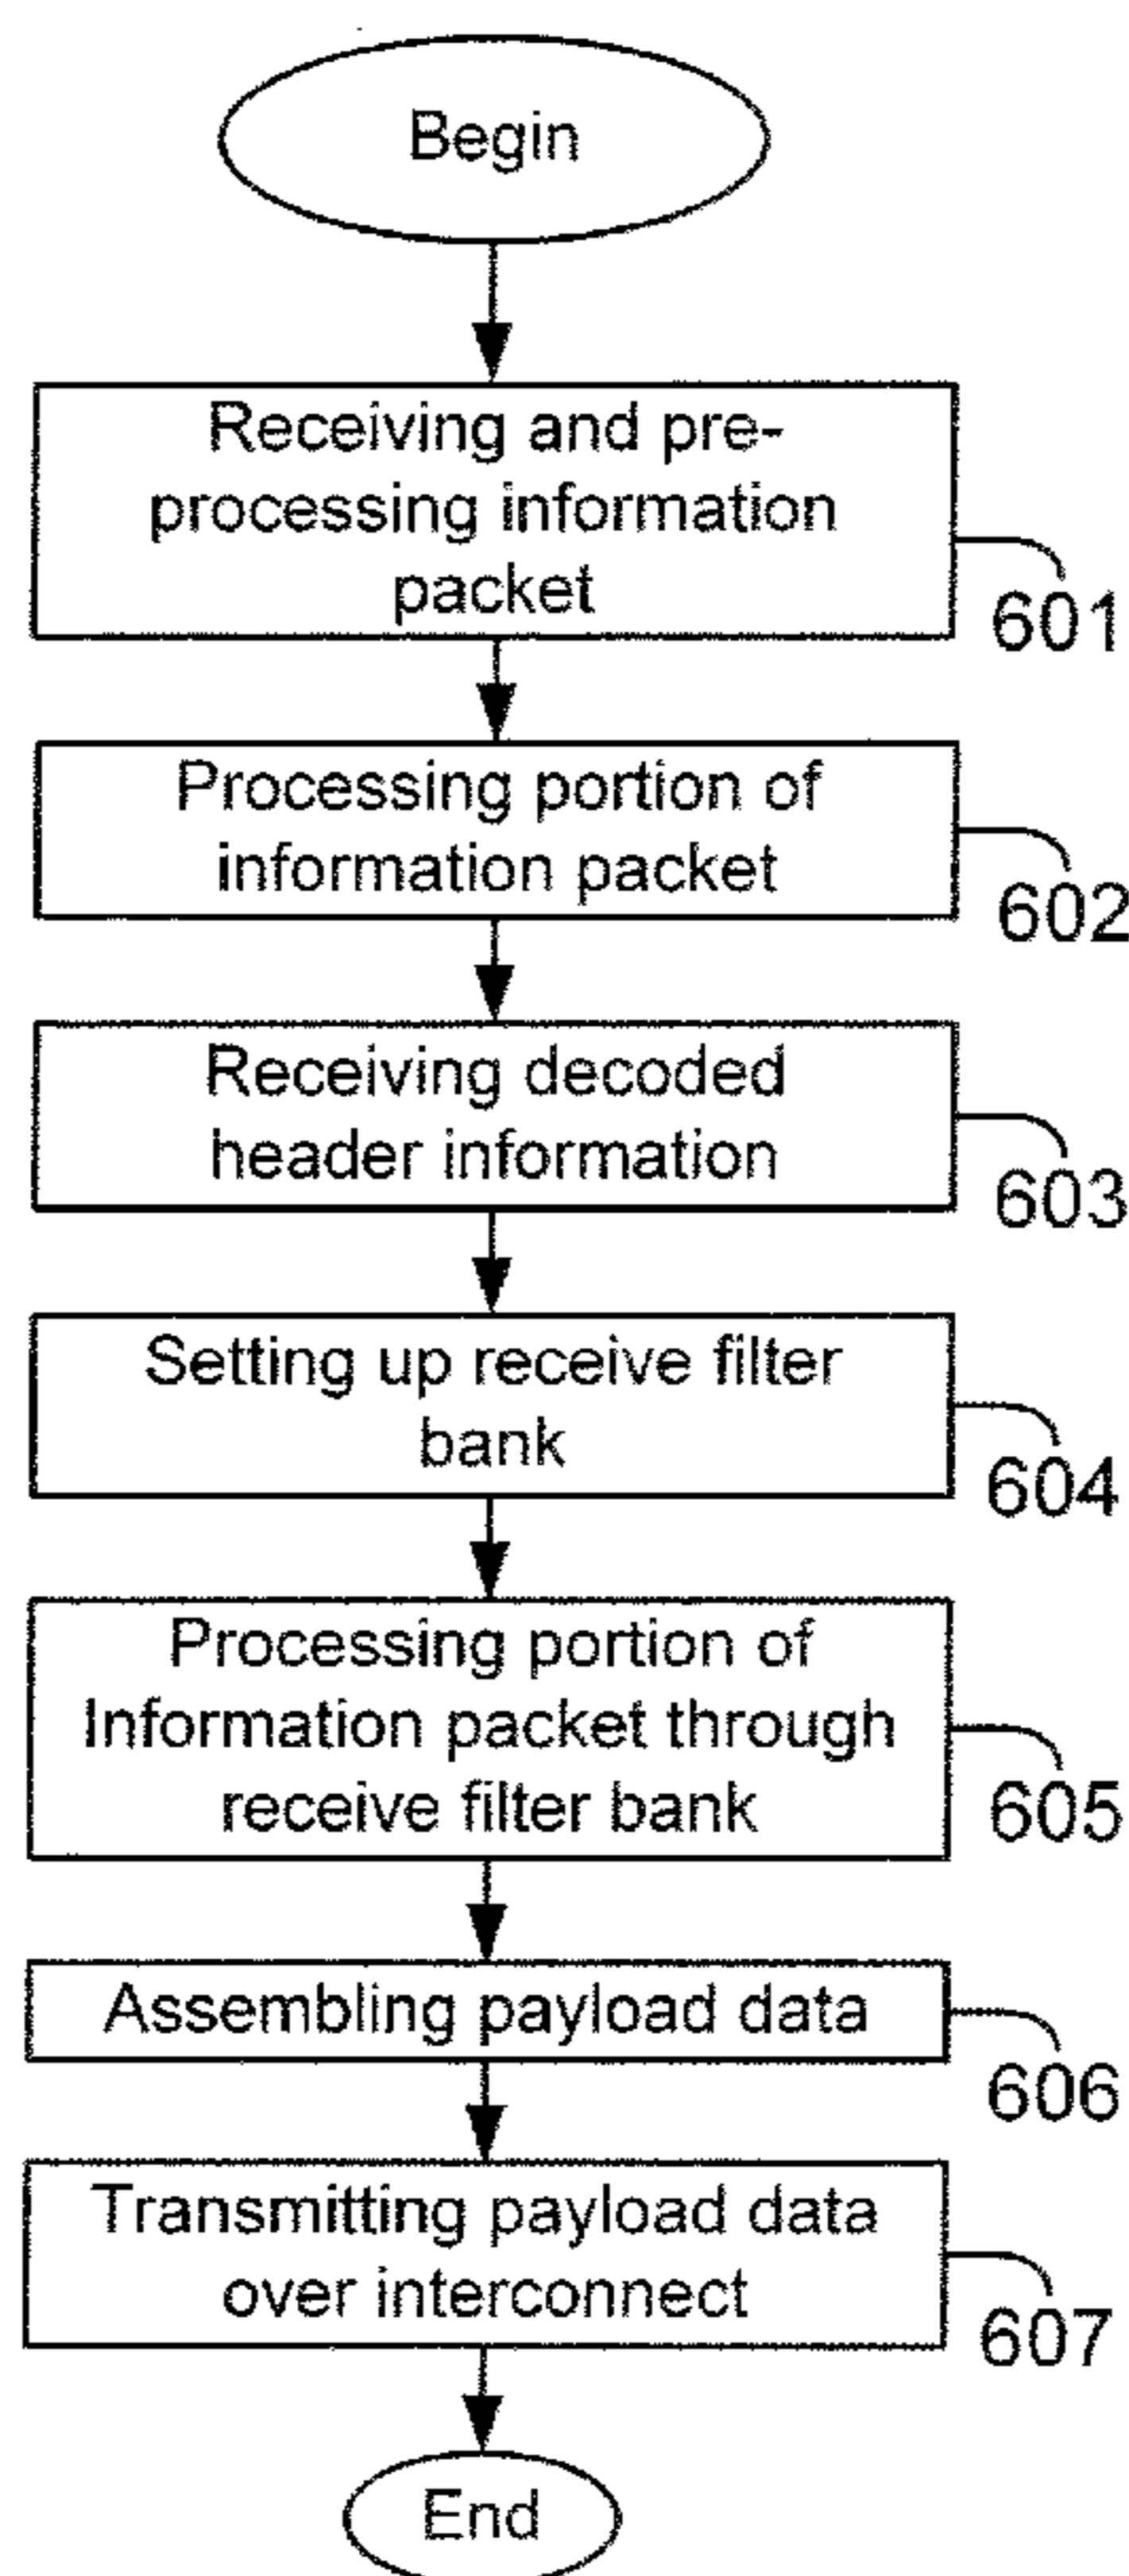 Begin
Receiving and pre-
processing information
packet
601
Processing portion of
information packet
602
Receiving decoded
header information
603
Setting up receive filter
bank
604
Processing portion of
Information packet through
receive filter bank
605
Assembling payload data
606
Transmitting payload data
over interconnect
607
End